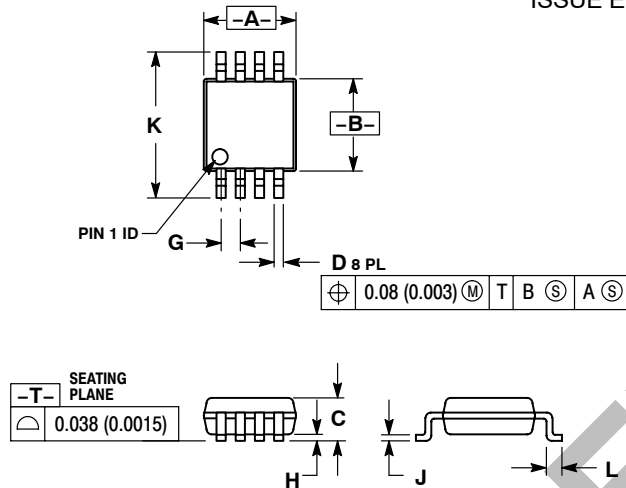 ISSUE E
–A–
K
–B–
PIN 1 ID
G
D 8 PL
⌖ 0.08 (0.003) Ⓜ T B Ⓢ A Ⓢ
–T– SEATING
PLANE
⌓ 0.038 (0.0015)
C
H
J
L